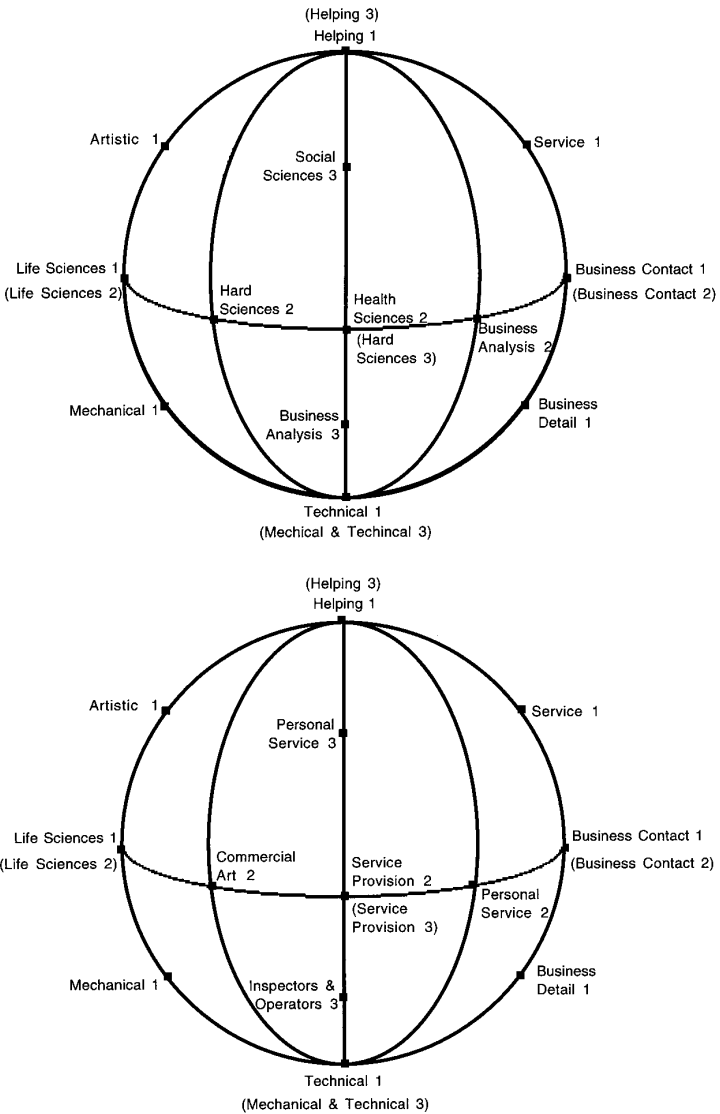 (Helping 3)
Helping 1
Artistic 1
Service 1
Social
Sciences 3
Life Sciences 1
(Life Sciences 2)
Hard
Sciences 2
Health
Sciences 2
(Hard
Sciences 3)
Business
Analysis 2
Business Contact 1
(Business Contact 2)
Mechanical 1
Business
Analysis 3
Business
Detail 1
Technical 1
(Mechical & Techincal 3)
(Helping 3)
Helping 1
Artistic 1
Service 1
Personal
Service 3
Life Sciences 1
(Life Sciences 2)
Commercial
Art 2
Service
Provision 2
(Service
Provision 3)
Personal
Service 2
Business Contact 1
(Business Contact 2)
Mechanical 1
Inspectors &
Operators 3
Business
Detail 1
Technical 1
(Mechanical & Technical 3)